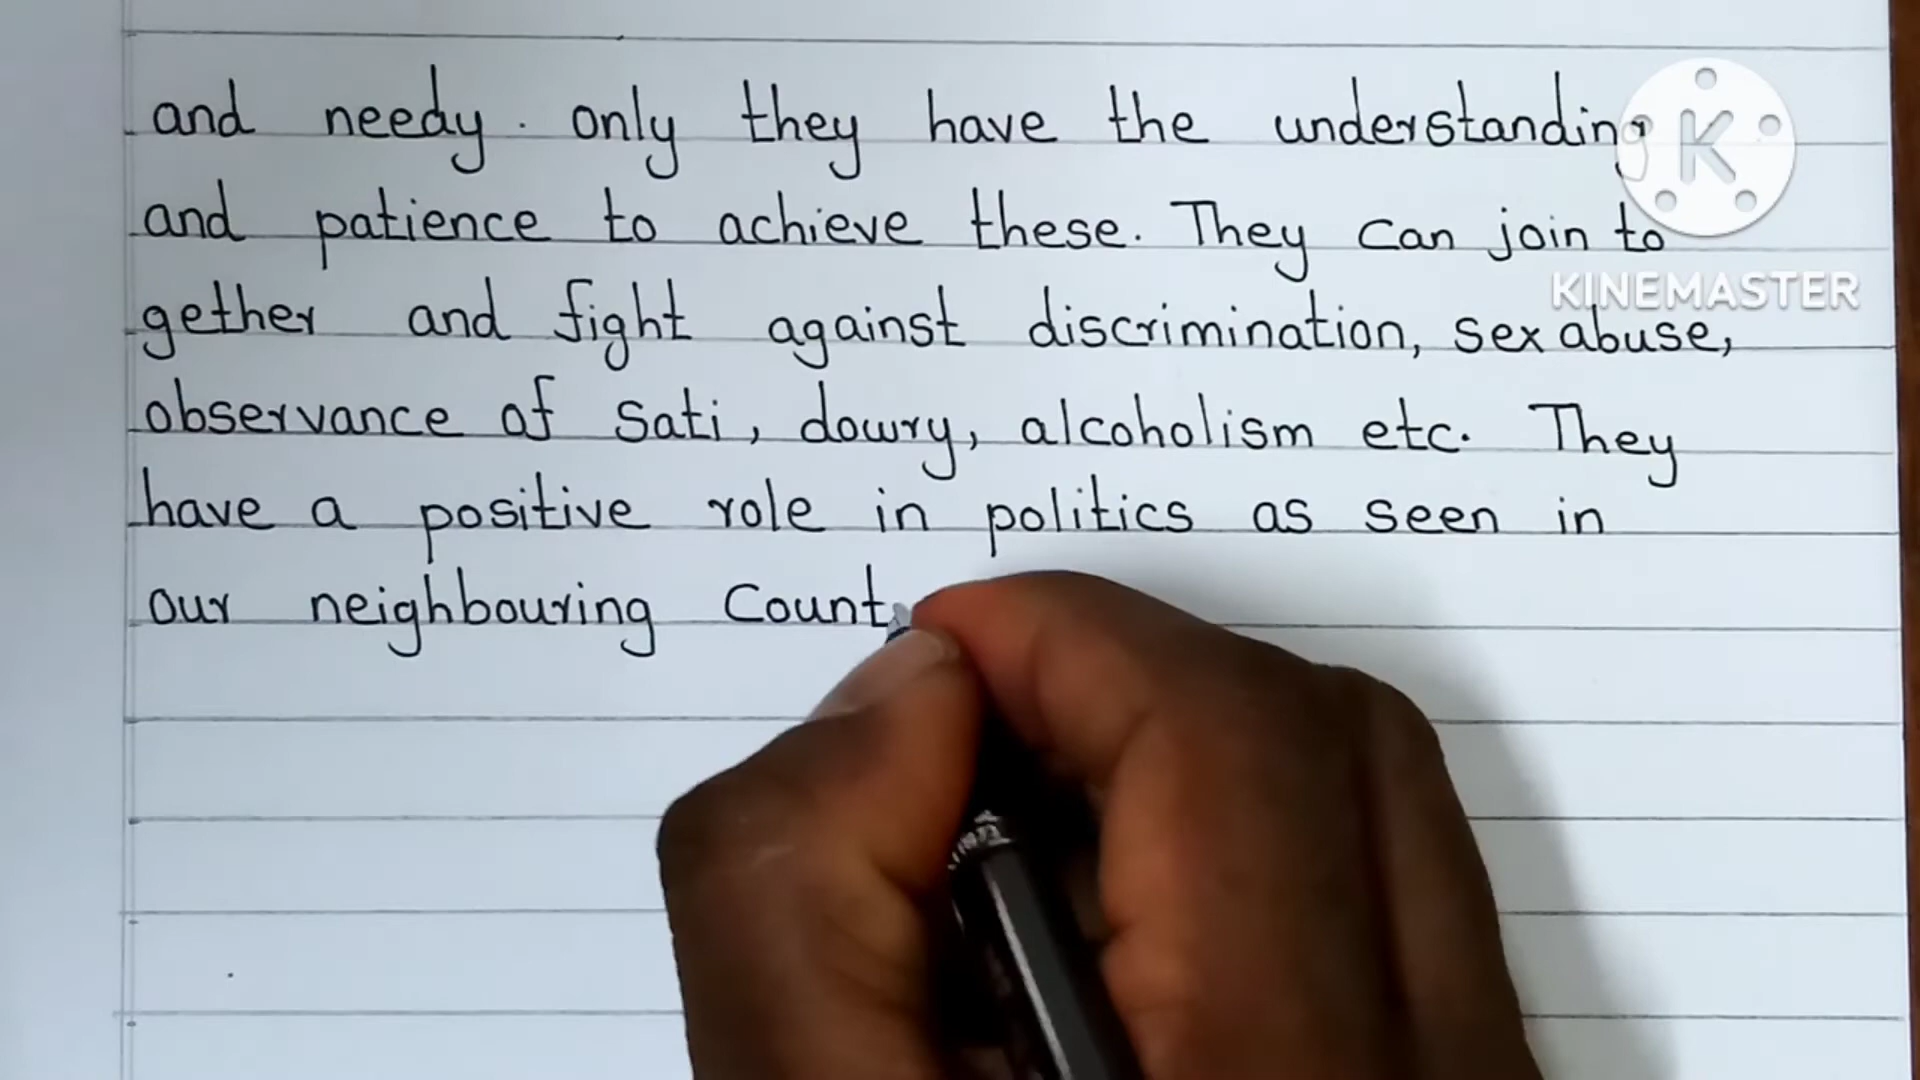 and needy. only they have the understanding
and patience to achieve these. They can join to
gether and fight against discrimination, sex abuse,
observance of Sati, dowry, alcoholism etc. They
have a positive role in politics as seen in
our neighbouring Count
K
KINEMASTER